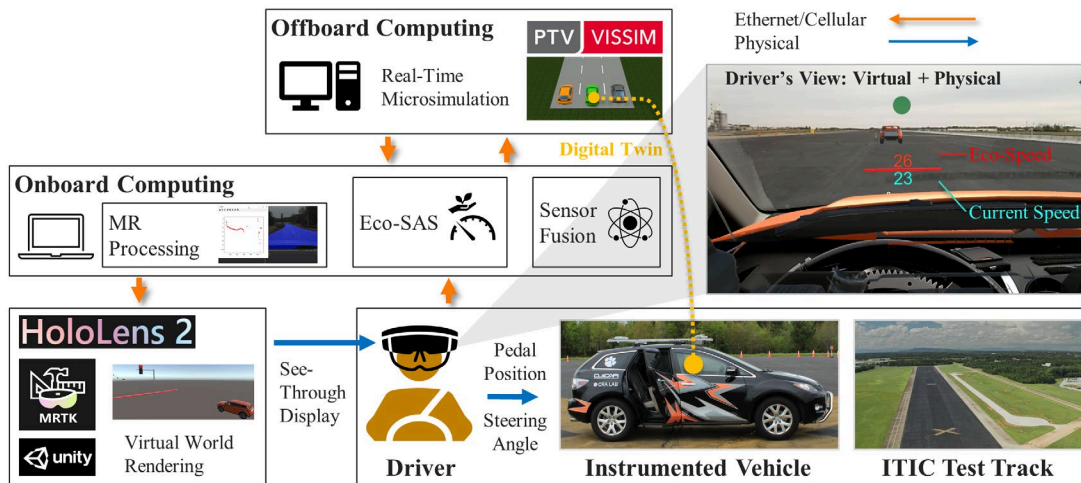 Offboard Computing
Real-Time
Microsimulation
PTV VISSIM
Ethernet/Cellular
Physical
Driver's View: Virtual + Physical
26
23
Eco-Speed
Current Speed
Digital Twin
Onboard Computing
MR
Processing
Eco-SAS
Sensor
Fusion
HoloLens 2
MRTK
unity
Virtual World
Rendering
See-
Through
Display
Driver
Pedal
Position
Steering
Angle
Instrumented Vehicle
ITIC Test Track